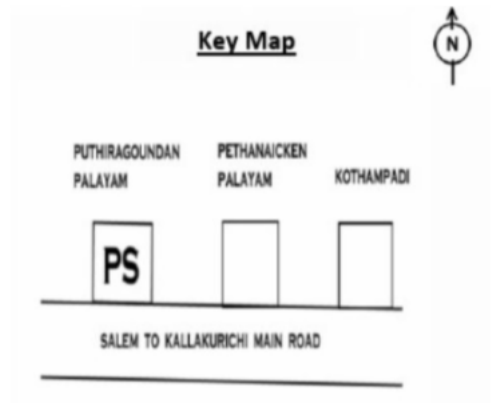 Key Map
N
PUTHIRAGOUNDAN
PALAYAM
PETHANAICKEN
PALAYAM
KOTHAMPADI
PS
SALEM TO KALLAKURICHI MAIN ROAD